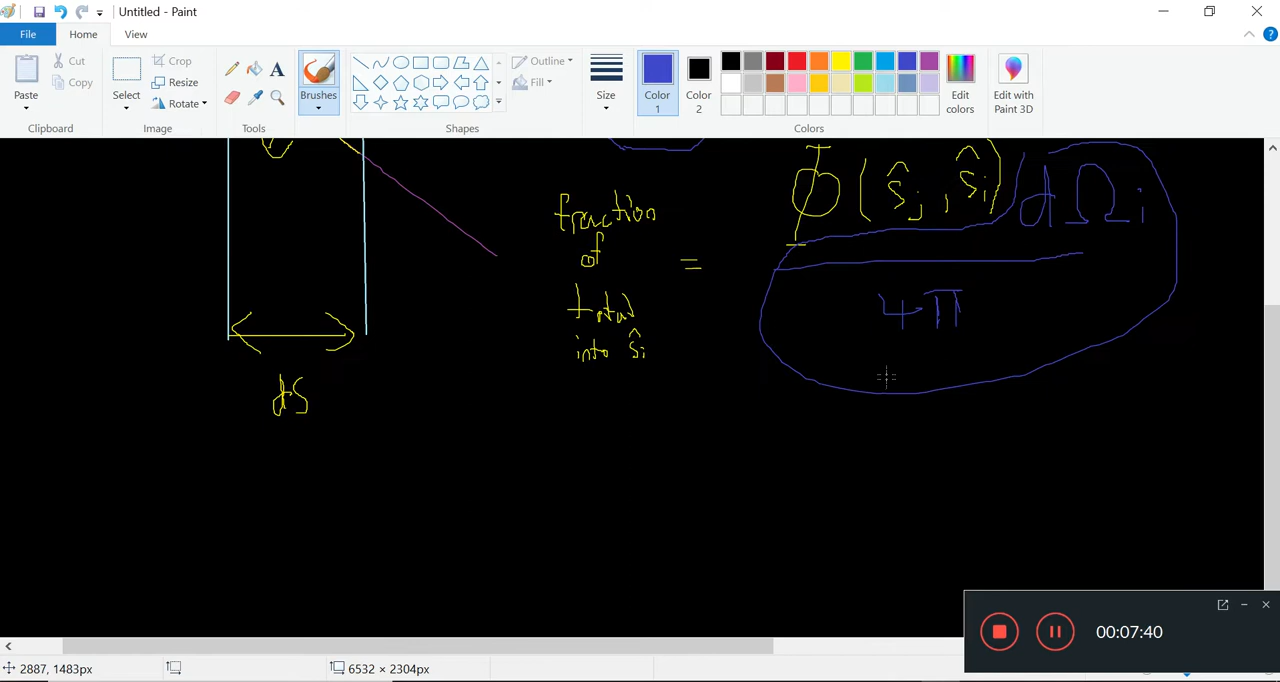 Untitled - Paint
File Home View
Paste
Cut
Copy
Clipboard
Select
Crop
Resize
Rotate
Image
Tools
Brushes
Shapes
Outline
Fill
Size
Color 1
Color 2
Edit colors
Edit with Paint 3D
Colors
fraction
of
total
into ŝi
=
Φ(ŝj, ŝi) dΩi
4π
ds
00:07:40
2887, 1483px
6532 × 2304px